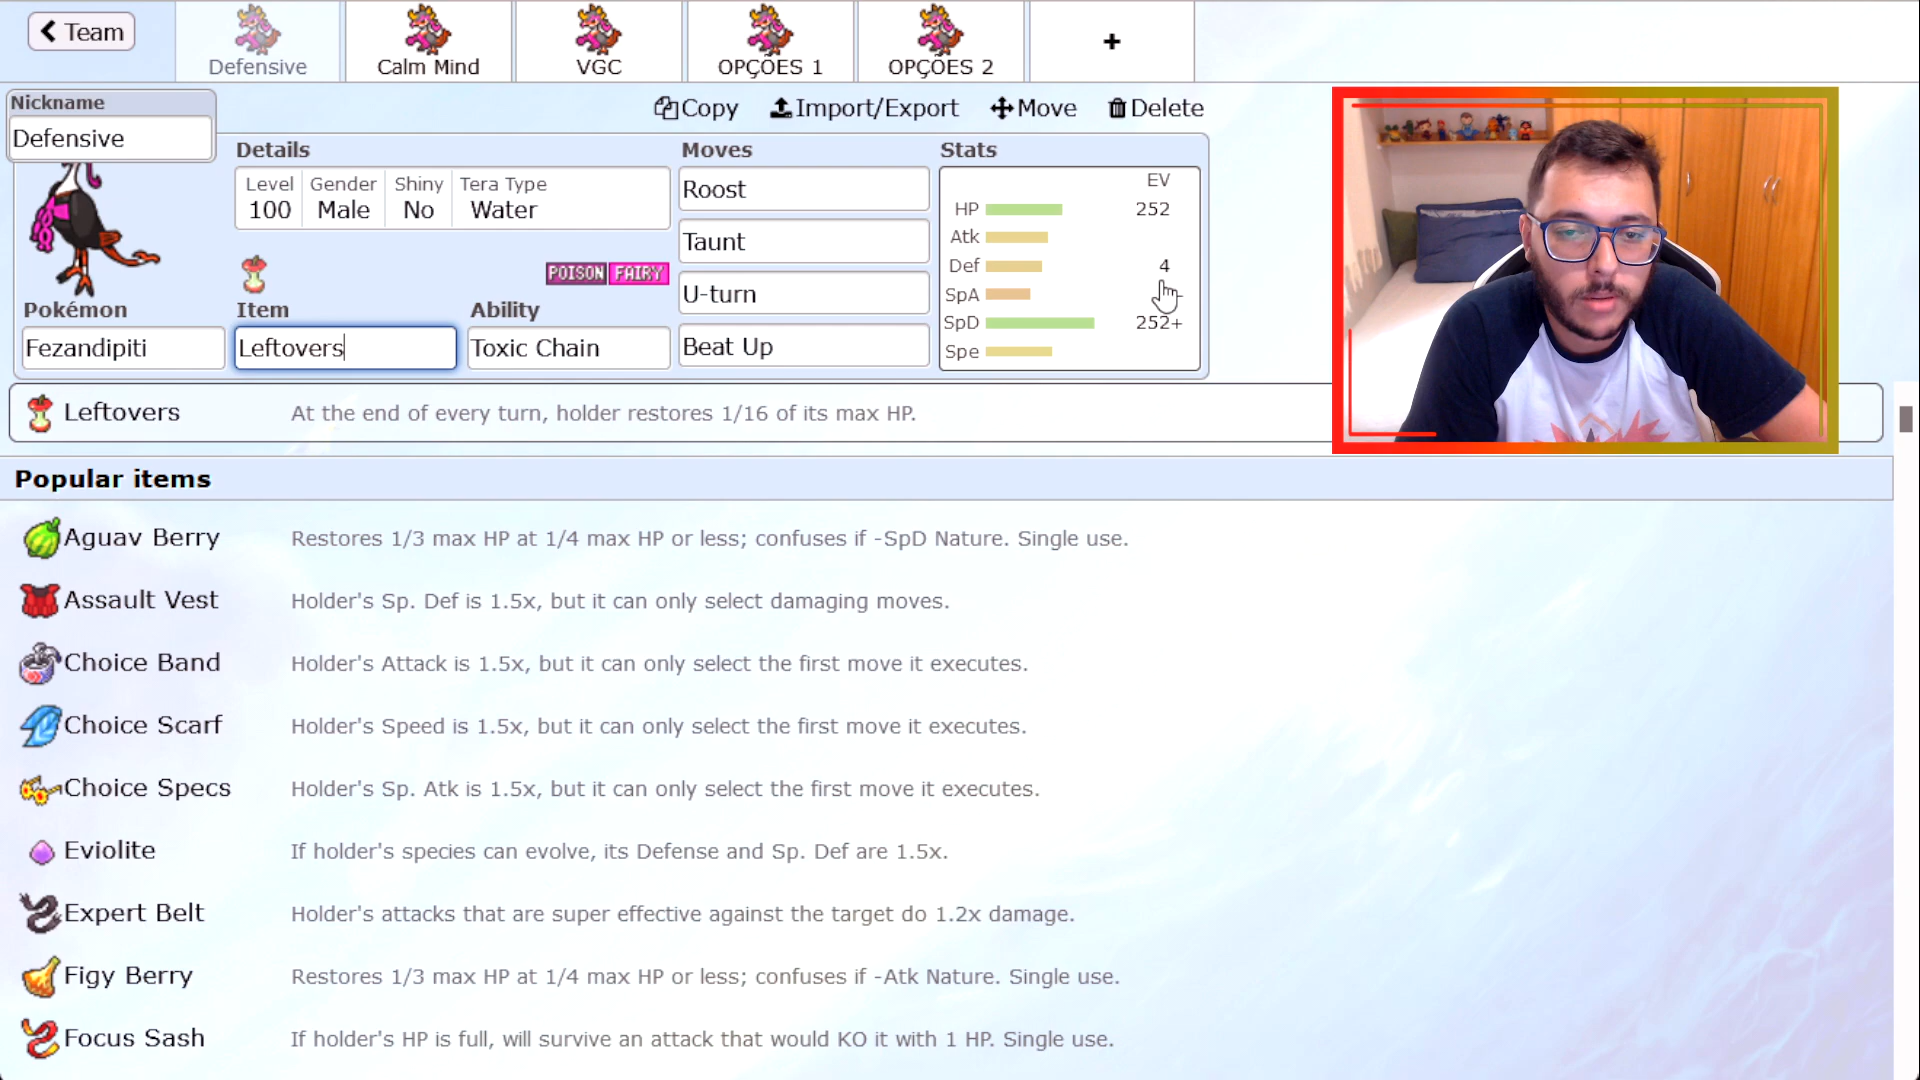 Team
Defensive
Calm Mind
VGC
OPÇÕES 1
OPÇÕES 2
+
Nickname
Defensive
Copy
Import/Export
Move
Delete
Details
Level
Gender
Shiny
Tera Type
100
Male
No
Water
POISON
FAIRY
Pokémon
Item
Ability
Fezandipiti
Leftovers
Toxic Chain
Moves
Roost
Taunt
U-turn
Beat Up
Stats
EV
HP 252
Atk
Def 4
SpA -
SpD 252+
Spe
Leftovers At the end of every turn, holder restores 1/16 of its max HP.
Popular items
Aguav Berry Restores 1/3 max HP at 1/4 max HP or less; confuses if -SpD Nature. Single use.
Assault Vest Holder's Sp. Def is 1.5x, but it can only select damaging moves.
Choice Band Holder's Attack is 1.5x, but it can only select the first move it executes.
Choice Scarf Holder's Speed is 1.5x, but it can only select the first move it executes.
Choice Specs Holder's Sp. Atk is 1.5x, but it can only select the first move it executes.
Eviolite If holder's species can evolve, its Defense and Sp. Def are 1.5x.
Expert Belt Holder's attacks that are super effective against the target do 1.2x damage.
Figy Berry Restores 1/3 max HP at 1/4 max HP or less; confuses if -Atk Nature. Single use.
Focus Sash If holder's HP is full, will survive an attack that would KO it with 1 HP. Single use.